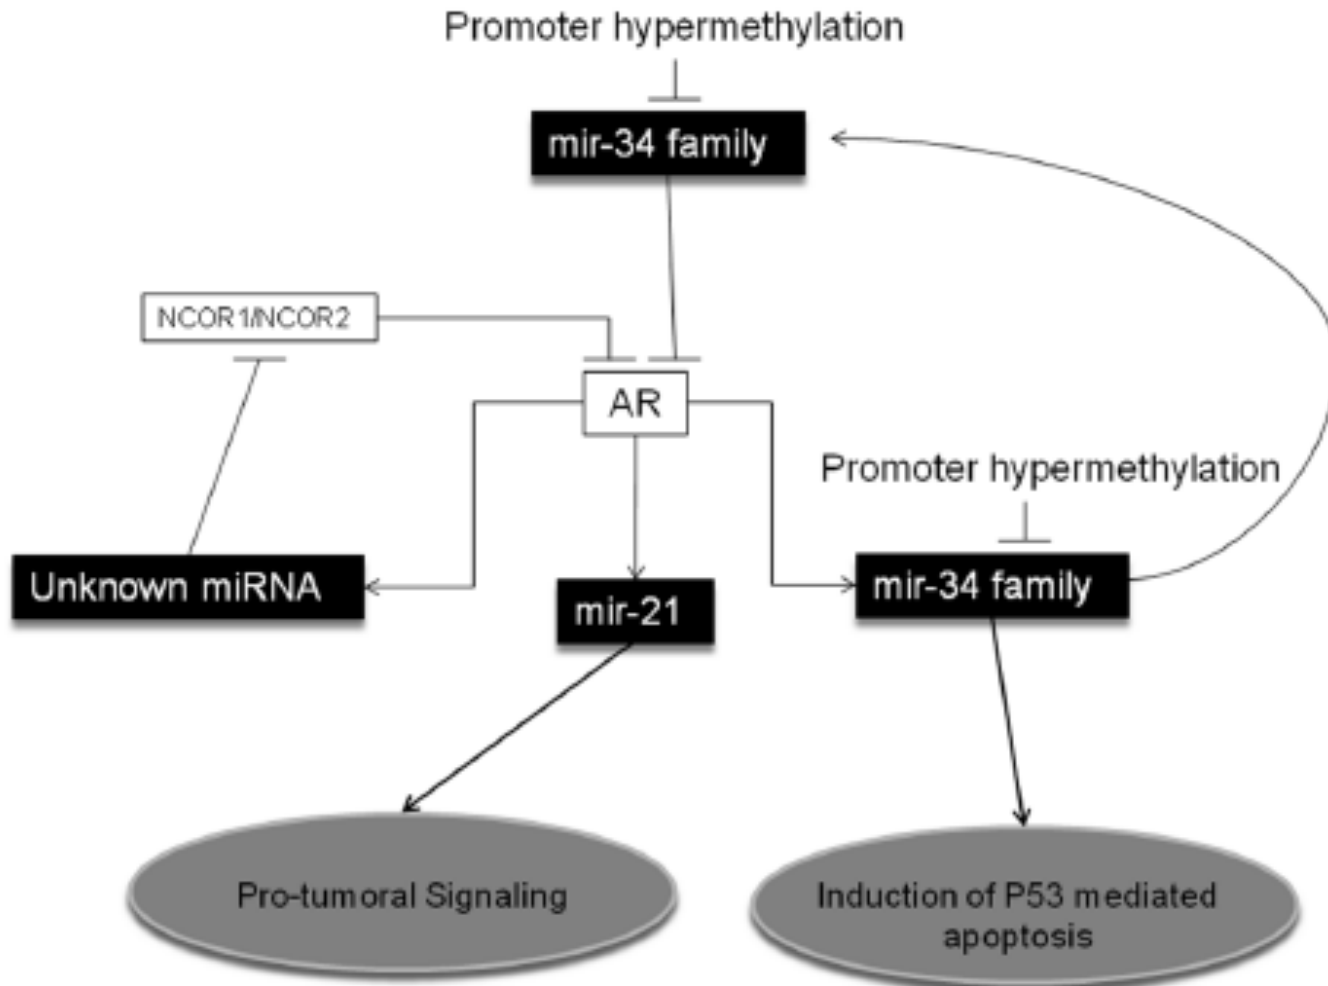 Promoter hypermethylation
mir-34 family
NCOR1/NCOR2
AR
Promoter hypermethylation
Unknown miRNA
mir-21
mir-34 family
Pro-tumoral Signaling
Induction of P53 mediated
apoptosis